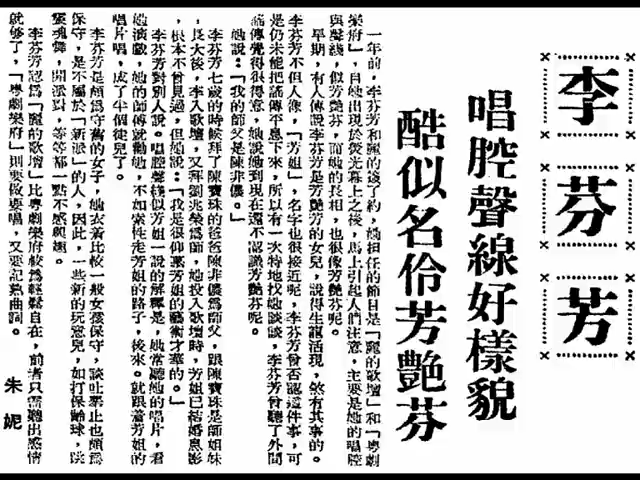 李芬芳
唱腔聲線好樣貌
酷似名伶芳艷芬
一年前，李芬芳和麗的簽了約，她担任的節目是「麗的歌壇」和「粵劇
樂府」，自她出現於熒光幕上之後，馬上引起人們注意，主要是她的唱腔
與聲綫，似芳艷芬，而她的長相，也很像芳艷芬呢。
早期，有人傳說李芬芳是芳艷芬的女兒，說得生龍活現，煞有其事的。
李芬芳不但人像，「芳姐」，名字也很接近呢，李芬芳曾否認這件事，可
是仍未能把謠傳平息下來，所以有一次特地找她談談，李芬芳曾聽了外間
謠傳覺得很得意，她說她到現在還不認識芳艷芬呢。
她說：「我的師父是陳非儂。」
李芬芳七歲的時候拜了陳寶珠的爸爸陳非儂爲師父，跟陳寶珠是師姐妹
，長大後，李入歌壇，又拜劉兆榮爲師，她投入歌壇時，芳姐已結婚息影
，根本不曾見過，但她說：「我是很仰慕芳姐的藝術才華的。」
李芬芳對別人說。唱腔聲綫似芳姐一說的解釋是，她常聽她的唱片，看
她演戲，她的師傅就勸她，不如索性走芳姐的路子，後來。就跟着芳姐的
唱片唱，成了半個徒兒了。
李芬芳是頗爲守舊的女子，她衣着比較一般女孩保守，談吐舉止也頗爲
保守，是不屬於「新派」的人，因此，一些新的玩意兒，如打保齡球，跳
靈魂舞，開派對，等等都一點不感興趣。
李芬芳認爲「麗的歌壇」比粵劇樂府較爲輕鬆自在，前者只需聽出感情
就够了，「粵劇樂府」則要做要唱，又要記熟曲詞。
朱妮